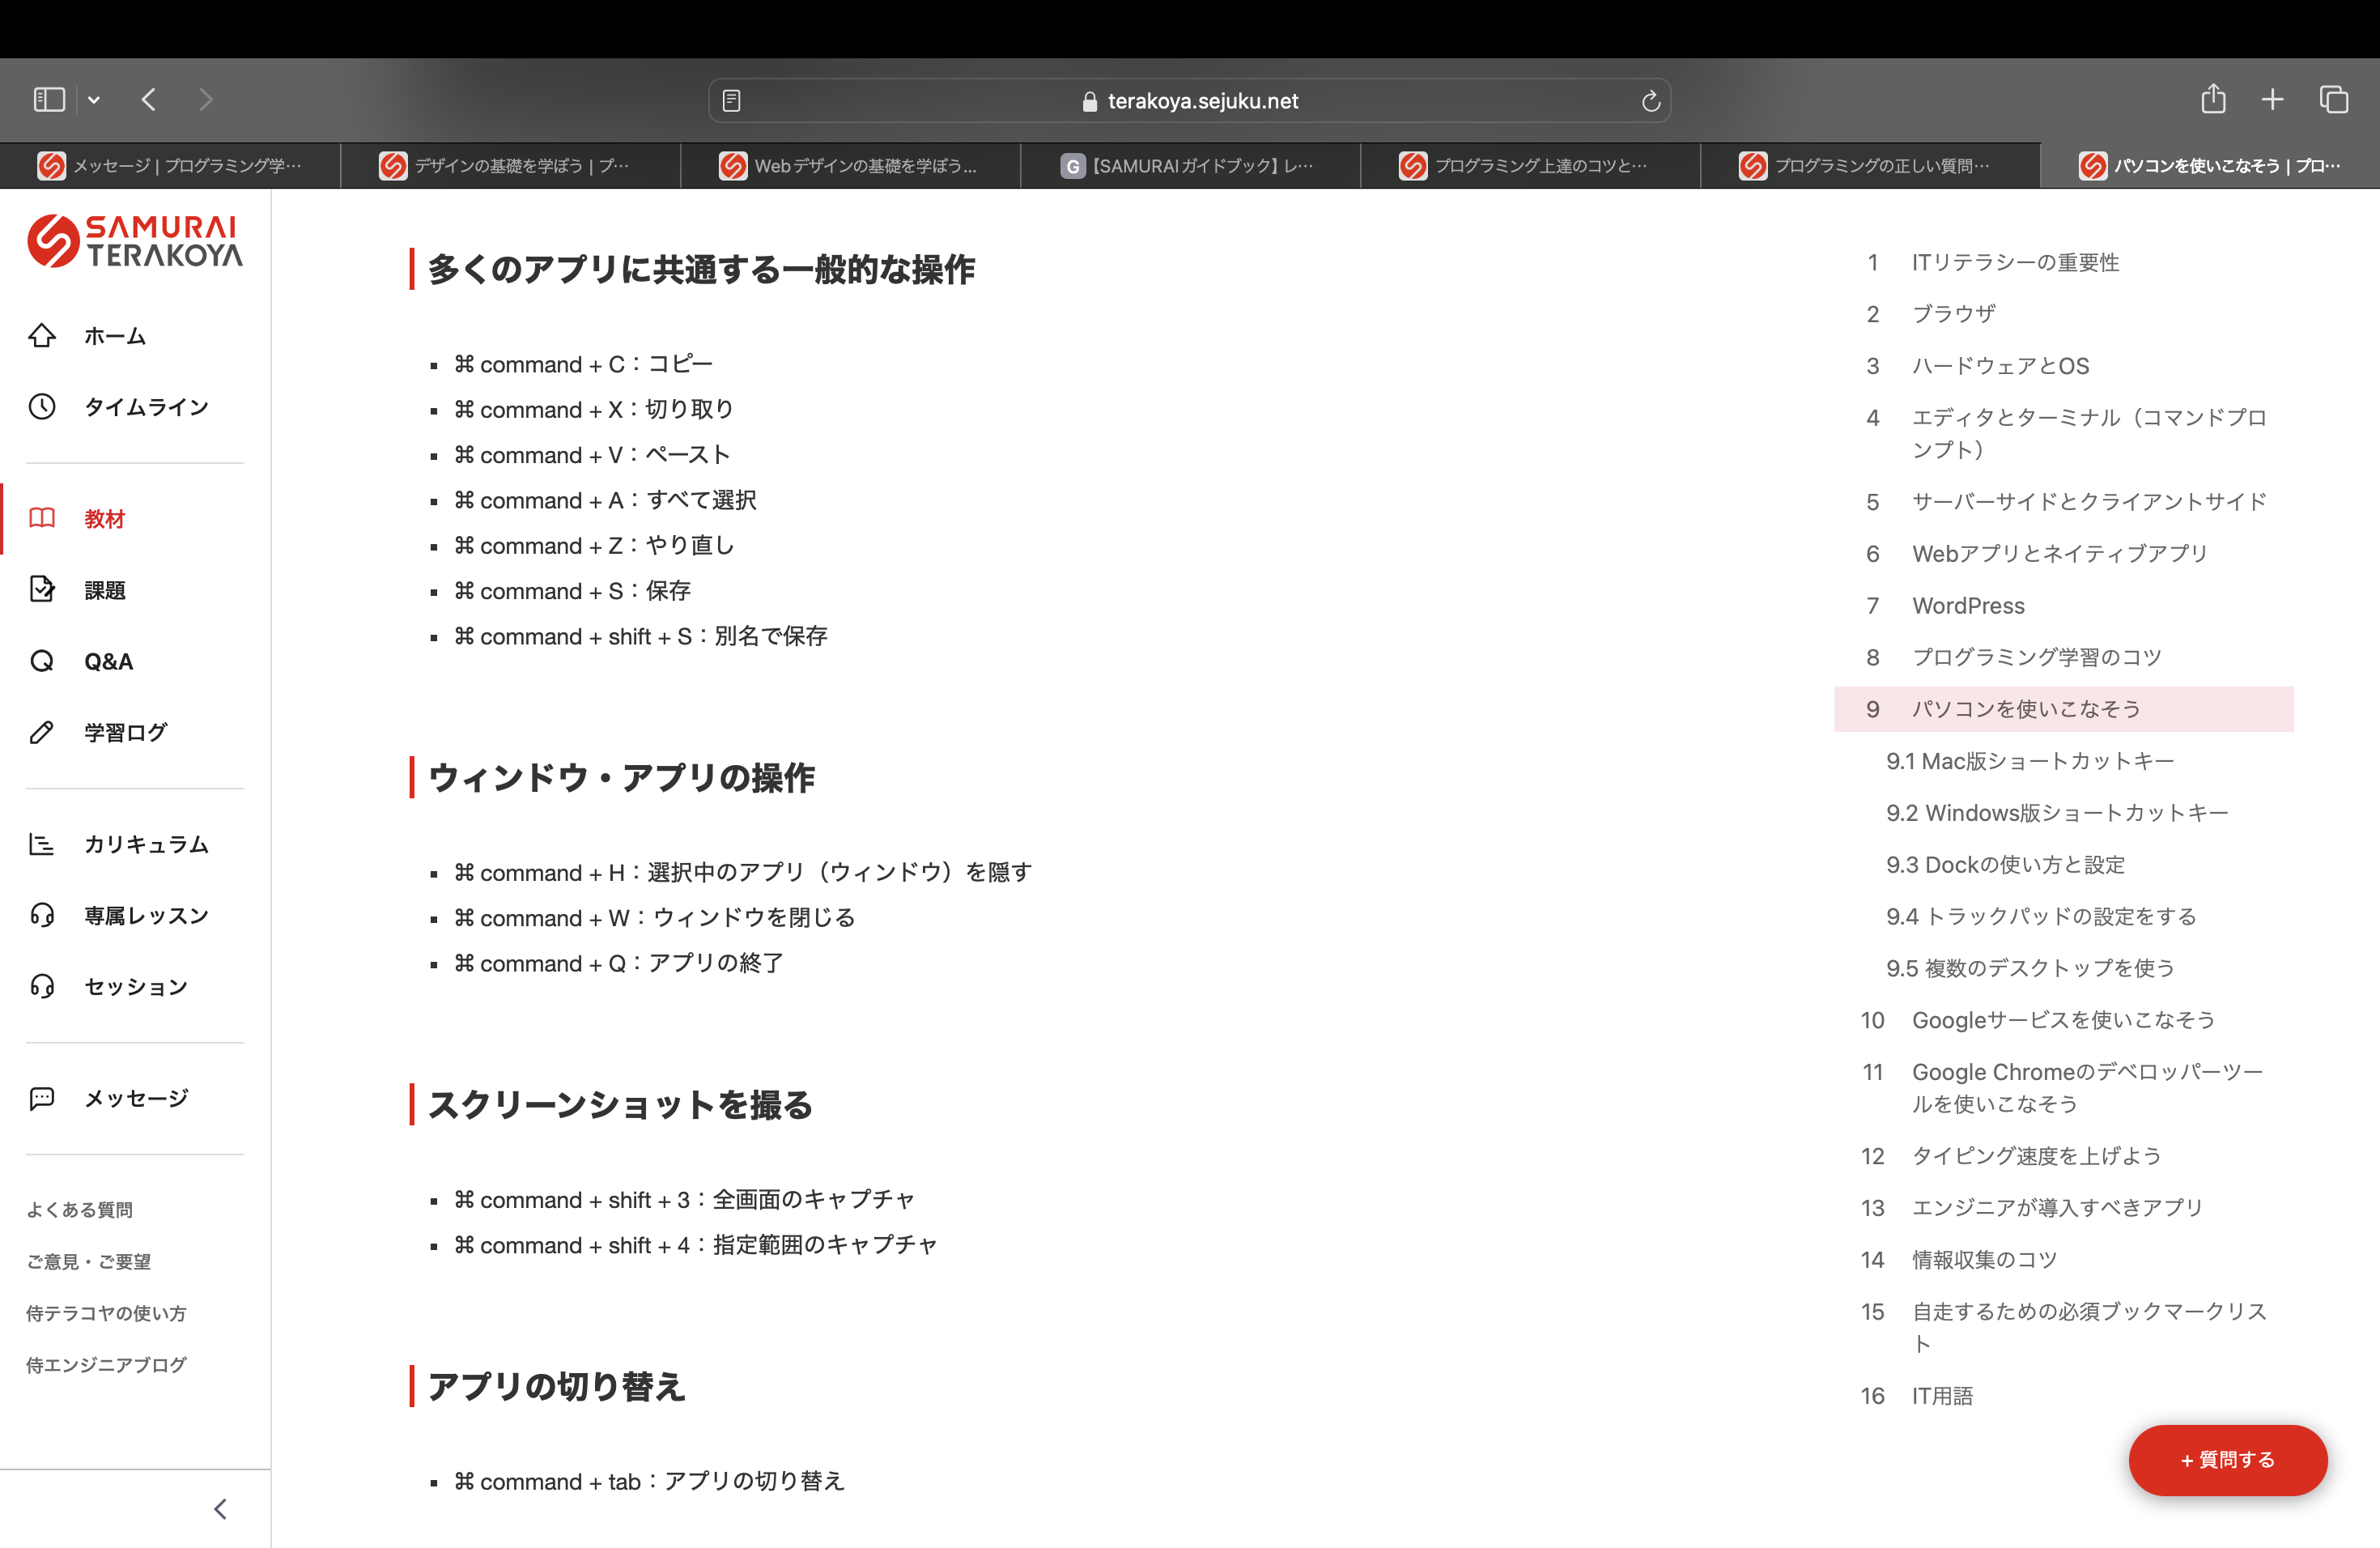 terakoya.sejuku.net
メッセージ | プログラミング学…
デザインの基礎を学ぼう | プ…
Webデザインの基礎を学ぼう...
G
【SAMURAIガイドブック】レ…
プログラミング上達のコツと…
プログラミングの正しい質問…
パソコンを使いこなそう | プロ…
SAMURAI
TERAKOYA
ホーム
タイムライン
教材
課題
Q&A
学習ログ
カリキュラム
専属レッスン
セッション
メッセージ
よくある質問
ご意見・ご要望
侍テラコヤの使い方
侍エンジニアブログ
多くのアプリに共通する一般的な操作
⌘ command + C：コピー
⌘ command + X：切り取り
⌘ command + V：ペースト
⌘ command + A：すべて選択
⌘ command + Z：やり直し
⌘ command + S：保存
⌘ command + shift + S：別名で保存
ウィンドウ・アプリの操作
⌘ command + H：選択中のアプリ（ウィンドウ）を隠す
⌘ command + W：ウィンドウを閉じる
⌘ command + Q：アプリの終了
スクリーンショットを撮る
⌘ command + shift + 3：全画面のキャプチャ
⌘ command + shift + 4：指定範囲のキャプチャ
アプリの切り替え
⌘ command + tab：アプリの切り替え
1 ITリテラシーの重要性
2 ブラウザ
3 ハードウェアとOS
4 エディタとターミナル（コマンドプロ
ンプト）
5 サーバーサイドとクライアントサイド
6 Webアプリとネイティブアプリ
7 WordPress
8 プログラミング学習のコツ
9 パソコンを使いこなそう
9.1 Mac版ショートカットキー
9.2 Windows版ショートカットキー
9.3 Dockの使い方と設定
9.4 トラックパッドの設定をする
9.5 複数のデスクトップを使う
10 Googleサービスを使いこなそう
11 Google Chromeのデベロッパーツー
ルを使いこなそう
12 タイピング速度を上げよう
13 エンジニアが導入すべきアプリ
14 情報収集のコツ
15 自走するための必須ブックマークリス
ト
16 IT用語
+ 質問する